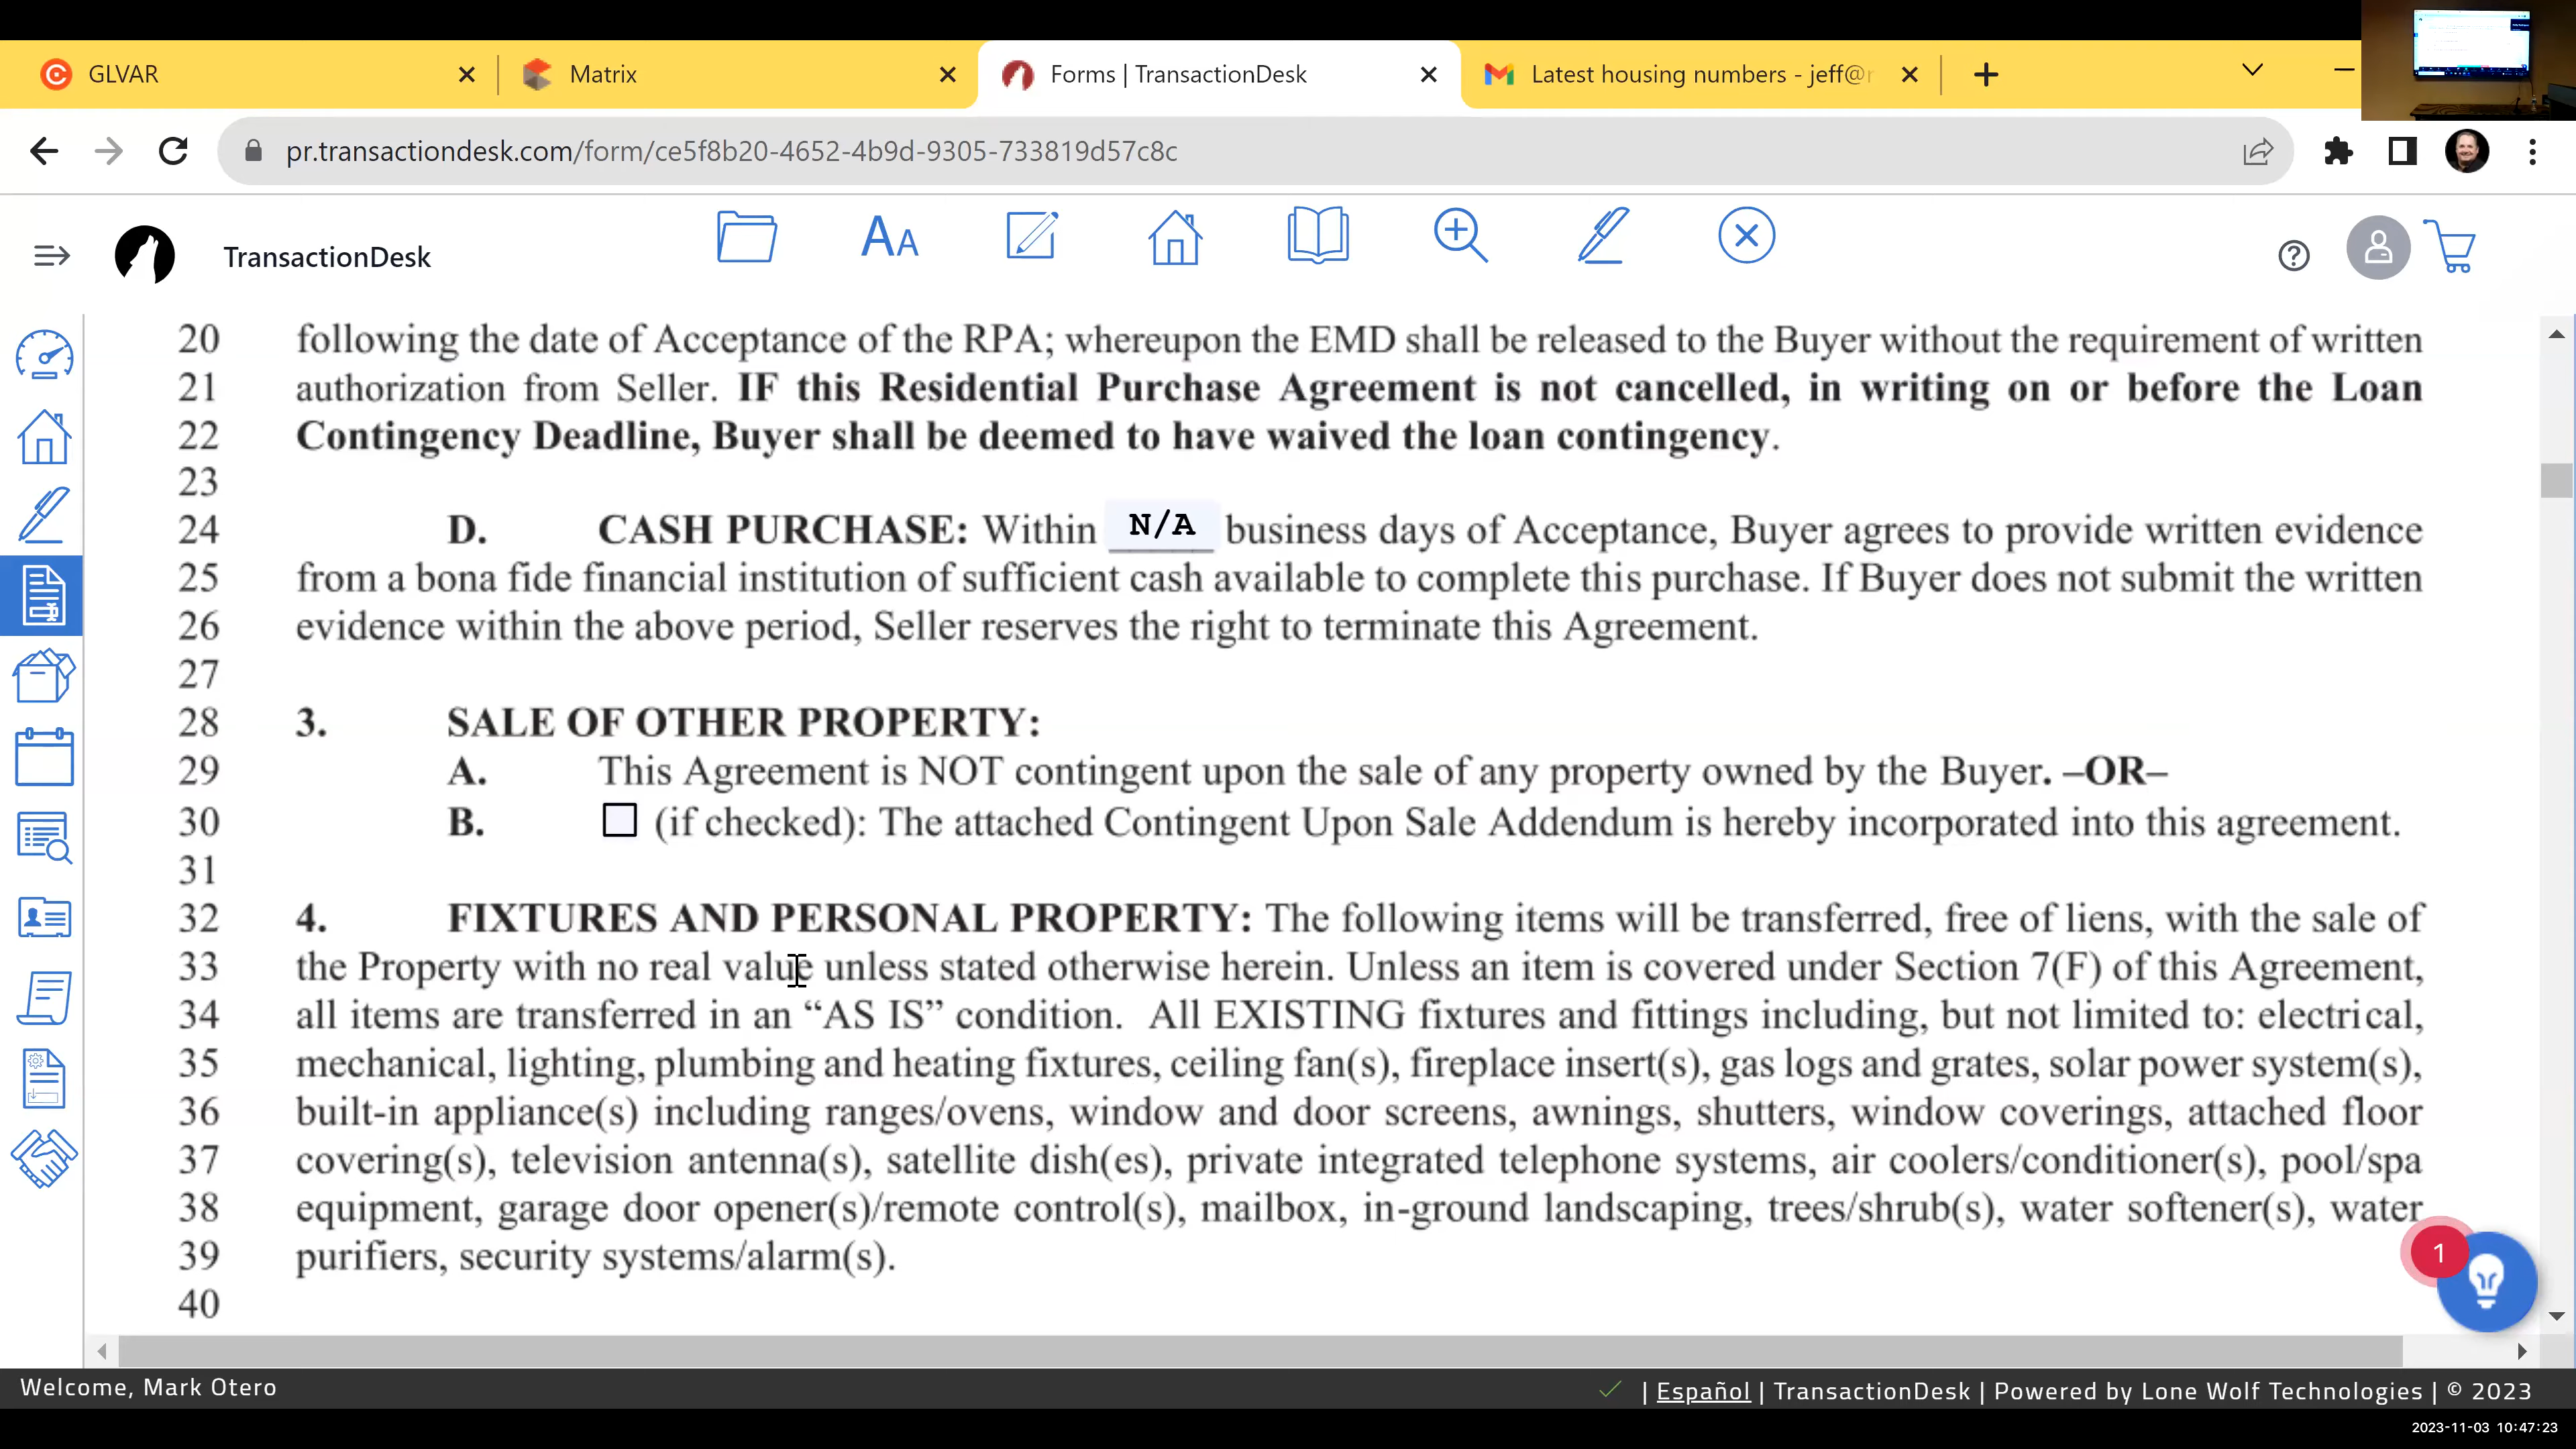 GLVAR
Matrix
Forms | TransactionDesk
Latest housing numbers - jeff@r
pr.transactiondesk.com/form/ce5f8b20-4652-4b9d-9305-733819d57c8c
TransactionDesk
20 following the date of Acceptance of the RPA; whereupon the EMD shall be released to the Buyer without the requirement of written
21 authorization from Seller. IF this Residential Purchase Agreement is not cancelled, in writing on or before the Loan
22 Contingency Deadline, Buyer shall be deemed to have waived the loan contingency.
23
24 D. CASH PURCHASE: Within N/A business days of Acceptance, Buyer agrees to provide written evidence
25 from a bona fide financial institution of sufficient cash available to complete this purchase. If Buyer does not submit the written
26 evidence within the above period, Seller reserves the right to terminate this Agreement.
27
28 3. SALE OF OTHER PROPERTY:
29 A. This Agreement is NOT contingent upon the sale of any property owned by the Buyer. –OR–
30 B. (if checked): The attached Contingent Upon Sale Addendum is hereby incorporated into this agreement.
31
32 4. FIXTURES AND PERSONAL PROPERTY: The following items will be transferred, free of liens, with the sale of
33 the Property with no real value unless stated otherwise herein. Unless an item is covered under Section 7(F) of this Agreement,
34 all items are transferred in an “AS IS” condition. All EXISTING fixtures and fittings including, but not limited to: electrical,
35 mechanical, lighting, plumbing and heating fixtures, ceiling fan(s), fireplace insert(s), gas logs and grates, solar power system(s),
36 built-in appliance(s) including ranges/ovens, window and door screens, awnings, shutters, window coverings, attached floor
37 covering(s), television antenna(s), satellite dish(es), private integrated telephone systems, air coolers/conditioner(s), pool/spa
38 equipment, garage door opener(s)/remote control(s), mailbox, in-ground landscaping, trees/shrub(s), water softener(s), water
39 purifiers, security systems/alarm(s).
40
1
Welcome, Mark Otero
| Español | TransactionDesk | Powered by Lone Wolf Technologies | © 2023
2023-11-03 10:47:23